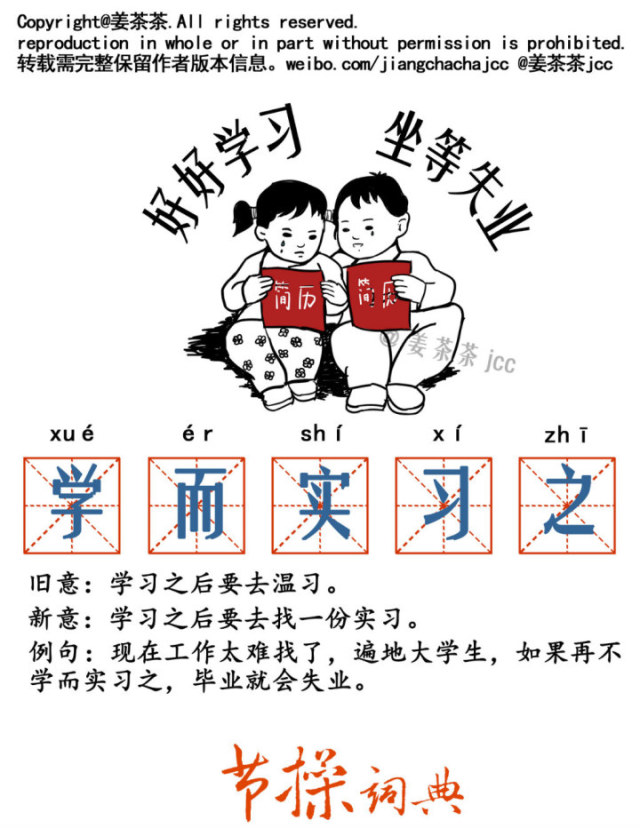 Copyright@姜茶茶.All rights reserved.
reproduction in whole or in part without permission is prohibited.
转载需完整保留作者版本信息。weibo.com/jiangchachajcc @姜茶茶jcc
好好学习 坐等失业
简历 简历
@姜茶茶jcc
xué ér shí xí zhī
学而实习之
旧意：学习之后要去温习。
新意：学习之后要去找一份实习。
例句：现在工作太难找了，遍地大学生，如果再不
学而实习之，毕业就会失业。
节操词典